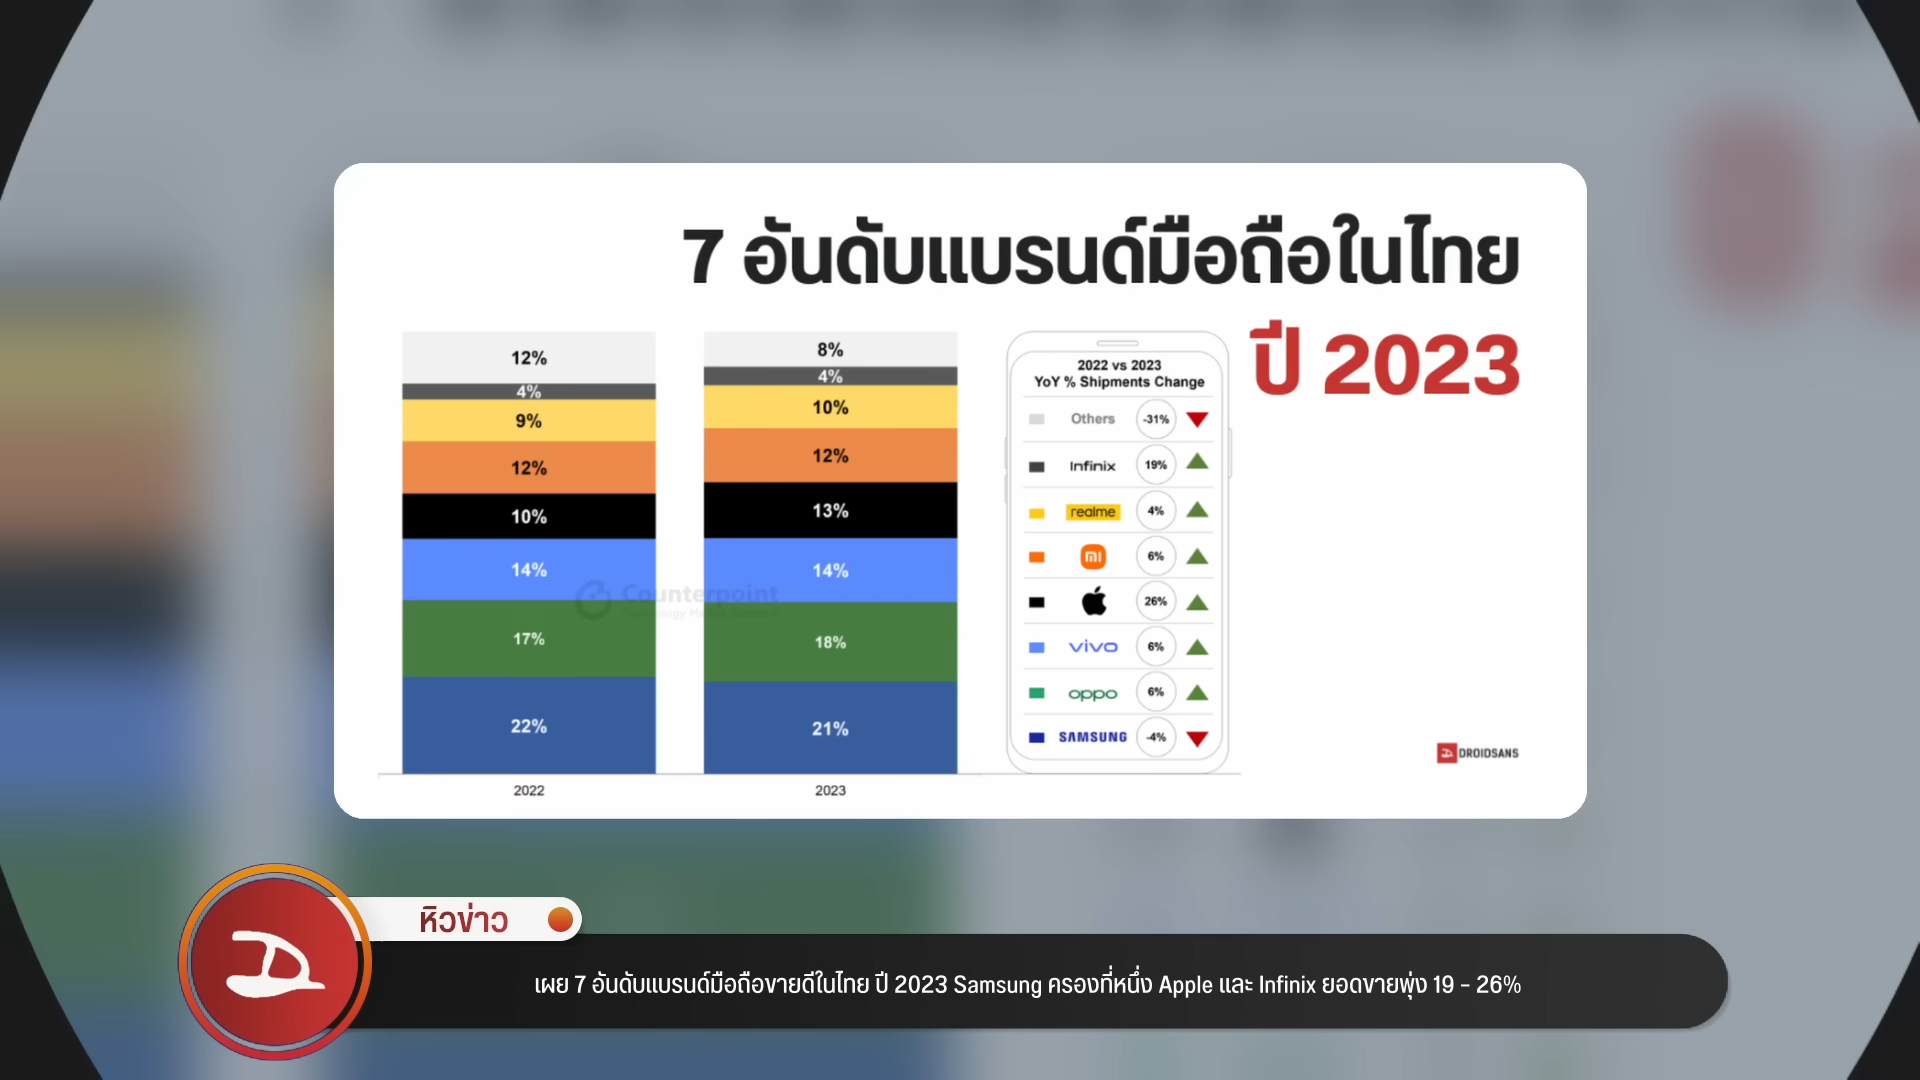 7 อันดับแบรนด์มือถือในไทย
ปี 2023
12%
4%
9%
12%
10%
14%
17%
22%
2022
8%
4%
10%
12%
13%
14%
18%
21%
2023
Counterpoint
2022 vs 2023
YoY % Shipments Change
Others -31%
Infinix 19%
realme 4%
mi 6%
26%
vivo 6%
oppo 6%
SAMSUNG -4%
DROIDSANS
หิวข่าว
เผย 7 อันดับแบรนด์มือถือขายดีในไทย ปี 2023 Samsung ครองที่หนึ่ง Apple และ Infinix ยอดขายพุ่ง 19 - 26%